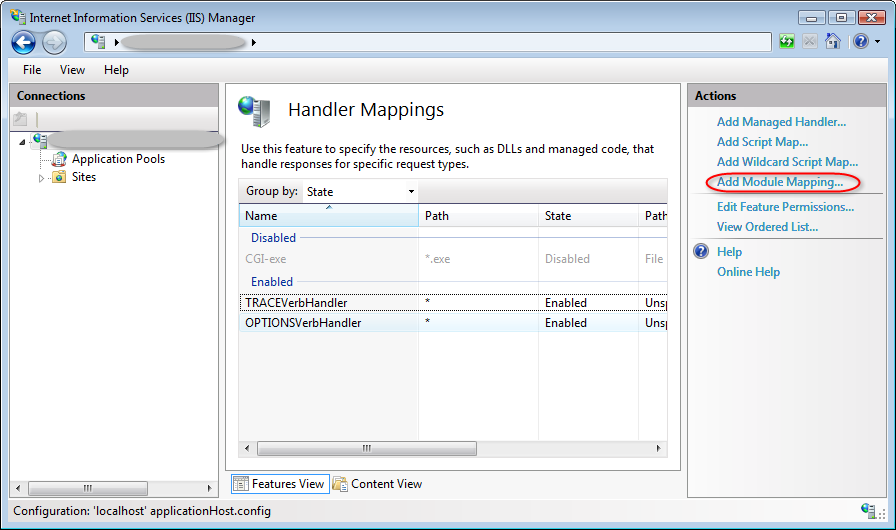 Internet Information Services (IIS) Manager
File View Help
Connections
Application Pools
Sites
Handler Mappings
Use this feature to specify the resources, such as DLLs and managed code, that
handle responses for specific request types.
Group by: State
Name Path State Path
Disabled
CGI-exe *.exe Disabled File
Enabled
TRACEVerbHandler * Enabled Unsp
OPTIONSVerbHandler * Enabled Unsp
Features View Content View
Actions
Add Managed Handler...
Add Script Map...
Add Wildcard Script Map...
Add Module Mapping...
Edit Feature Permissions...
View Ordered List...
Help
Online Help
Configuration: 'localhost' applicationHost.config